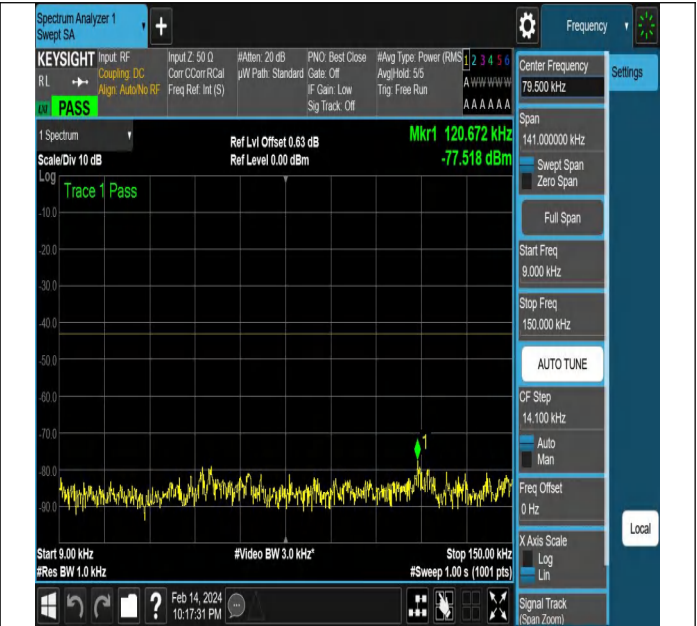 Spectrum Analyzer 1
Swept SA
Frequency
KEYSIGHT
RL
PASS
Input: RF
Coupling: DC
Align: Auto/No RF
Input Z: 50 Ω
Corr CCorr RCal
Freq Ref: Int (S)
#Atten: 20 dB
µW Path: Standard
PNO: Best Close
Gate: Off
IF Gain: Low
Sig Track: Off
#Avg Type: Power (RMS
Avg|Hold: 5/5
Trig: Free Run
1 2 3 4 5 6
A W W W W W
A A A A A A
1 Spectrum
Scale/Div 10 dB
Ref Lvl Offset 0.63 dB
Ref Level 0.00 dBm
Mkr1 120.672 kHz
-77.518 dBm
Log
Trace 1 Pass
-10.0
-20.0
-30.0
-40.0
-50.0
-60.0
-70.0
-80.0
-90.0
1
Start 9.00 kHz
#Res BW 1.0 kHz
#Video BW 3.0 kHz*
Stop 150.00 kHz
#Sweep 1.00 s (1001 pts)
Feb 14, 2024
10:17:31 PM
Center Frequency
79.500 kHz
Settings
Span
141.000000 kHz
Swept Span
Zero Span
Full Span
Start Freq
9.000 kHz
Stop Freq
150.000 kHz
AUTO TUNE
CF Step
14.100 kHz
Auto
Man
Freq Offset
0 Hz
X Axis Scale
Log
Lin
Local
Signal Track
(Span Zoom)